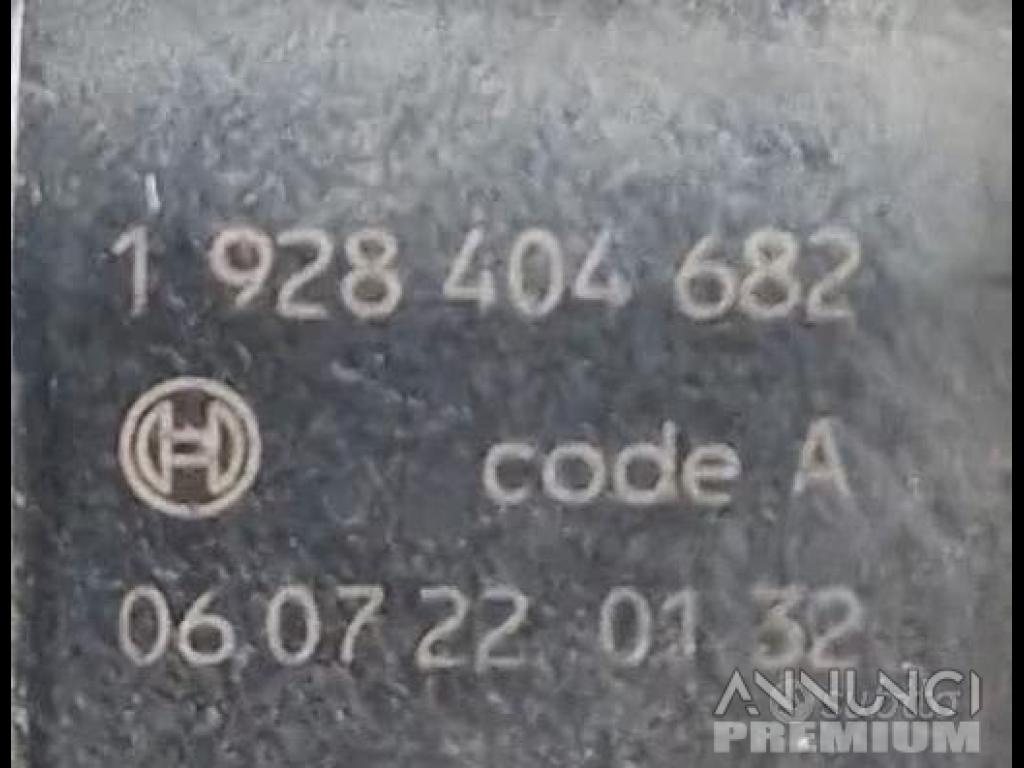 1 928 404 682
code A
06 07 22 01 32
ANNUNCI
PREMIUM